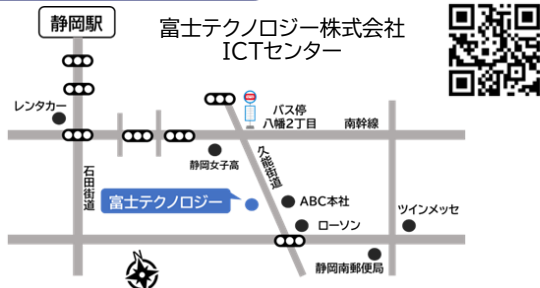 静岡駅
富士テクノロジー株式会社
ICTセンター
レンタカー
バス停
八幡2丁目
南幹線
静岡女子高
久能街道
石田街道
富士テクノロジー
ABC本社
ローソン
ツインメッセ
静岡南郵便局